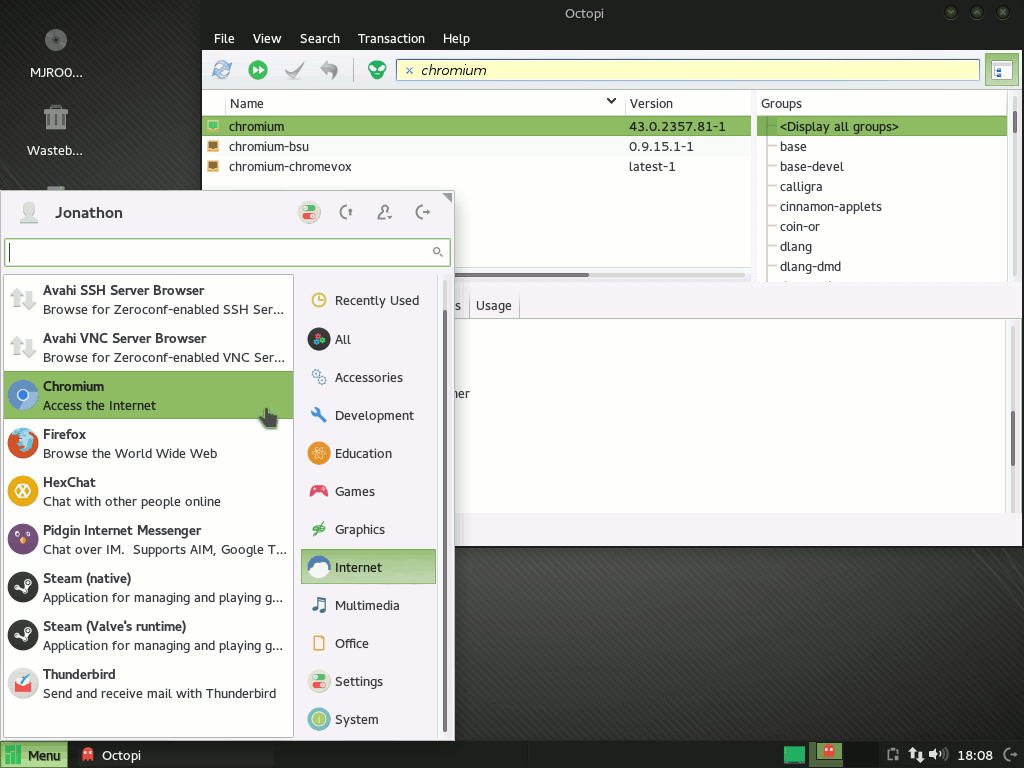 Octopi
MJRO0...
Wasteb...
File View Search Transaction Help
chromium
Name Version
chromium 43.0.2357.81-1
chromium-bsu 0.9.15.1-1
chromium-chromevox latest-1
Groups
<Display all groups>
base
base-devel
calligra
cinnamon-applets
coin-or
dlang
dlang-dmd
s Usage
ner
Jonathon
Avahi SSH Server Browser
Browse for Zeroconf-enabled SSH Ser...
Avahi VNC Server Browser
Browse for Zeroconf-enabled VNC Ser...
Chromium
Access the Internet
Firefox
Browse the World Wide Web
HexChat
Chat with other people online
Pidgin Internet Messenger
Chat over IM. Supports AIM, Google T...
Steam (native)
Application for managing and playing g...
Steam (Valve's runtime)
Application for managing and playing g...
Thunderbird
Send and receive mail with Thunderbird
Recently Used
All
Accessories
Development
Education
Games
Graphics
Internet
Multimedia
Office
Settings
System
Menu Octopi 18:08